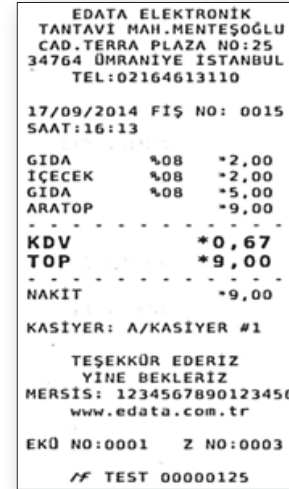 EDATA ELEKTRONİK
TANTAVİ MAH.MENTEŞOĞLU
CAD.TERRA PLAZA NO:25
34764 ÜMRANİYE İSTANBUL
TEL:02164613110
17/09/2014 FİŞ NO: 0015
SAAT:16:13
GIDA %08 *2,00
İÇECEK %08 *2,00
GIDA %08 *5,00
ARATOP *9,00
KDV *0,67
TOP *9,00
NAKİT *9,00
KASİYER: A/KASİYER #1
TEŞEKKÜR EDERİZ
YİNE BEKLERİZ
MERSİS: 1234567890123456
www.edata.com.tr
EKÜ NO:0001 Z NO:0003
TEST 00000125